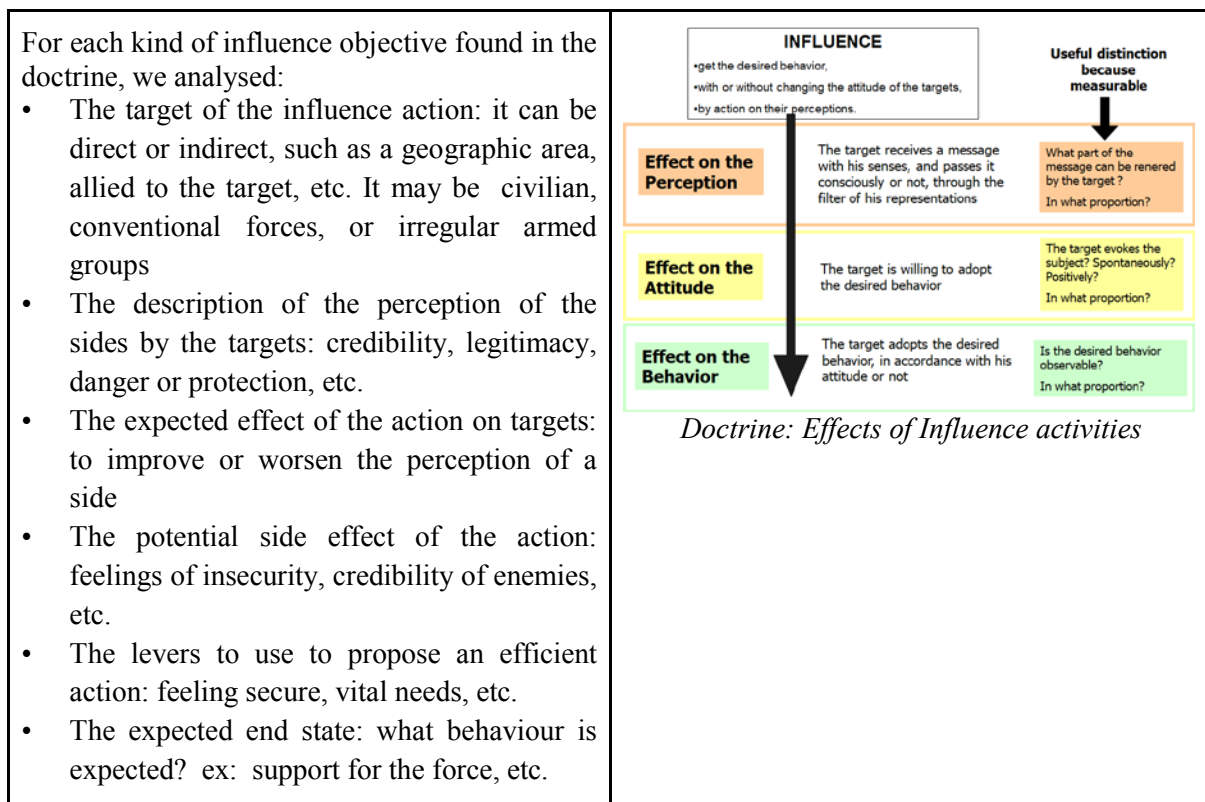 For each kind of influence objective found in the
doctrine, we analysed:
• The target of the influence action: it can be
direct or indirect, such as a geographic area,
allied to the target, etc. It may be civilian,
conventional forces, or irregular armed
groups
• The description of the perception of the
sides by the targets: credibility, legitimacy,
danger or protection, etc.
• The expected effect of the action on targets:
to improve or worsen the perception of a
side
• The potential side effect of the action:
feelings of insecurity, credibility of enemies,
etc.
• The levers to use to propose an efficient
action: feeling secure, vital needs, etc.
• The expected end state: what behaviour is
expected? ex: support for the force, etc.
INFLUENCE
•get the desired behavior,
•with or without changing the attitude of the targets,
•by action on their perceptions.
Useful distinction
because
measurable
Effect on the
Perception
The target receives a message
with his senses, and passes it
consciously or not, through the
filter of his representations
What part of the
message can be renered
by the target ?
In what proportion?
Effect on the
Attitude
The target is willing to adopt
the desired behavior
The target evokes the
subject? Spontaneously?
Positively?
In what proportion?
Effect on the
Behavior
The target adopts the desired
behavior, in accordance with his
attitude or not
Is the desired behavior
observable?
In what proportion?
Doctrine: Effects of Influence activities